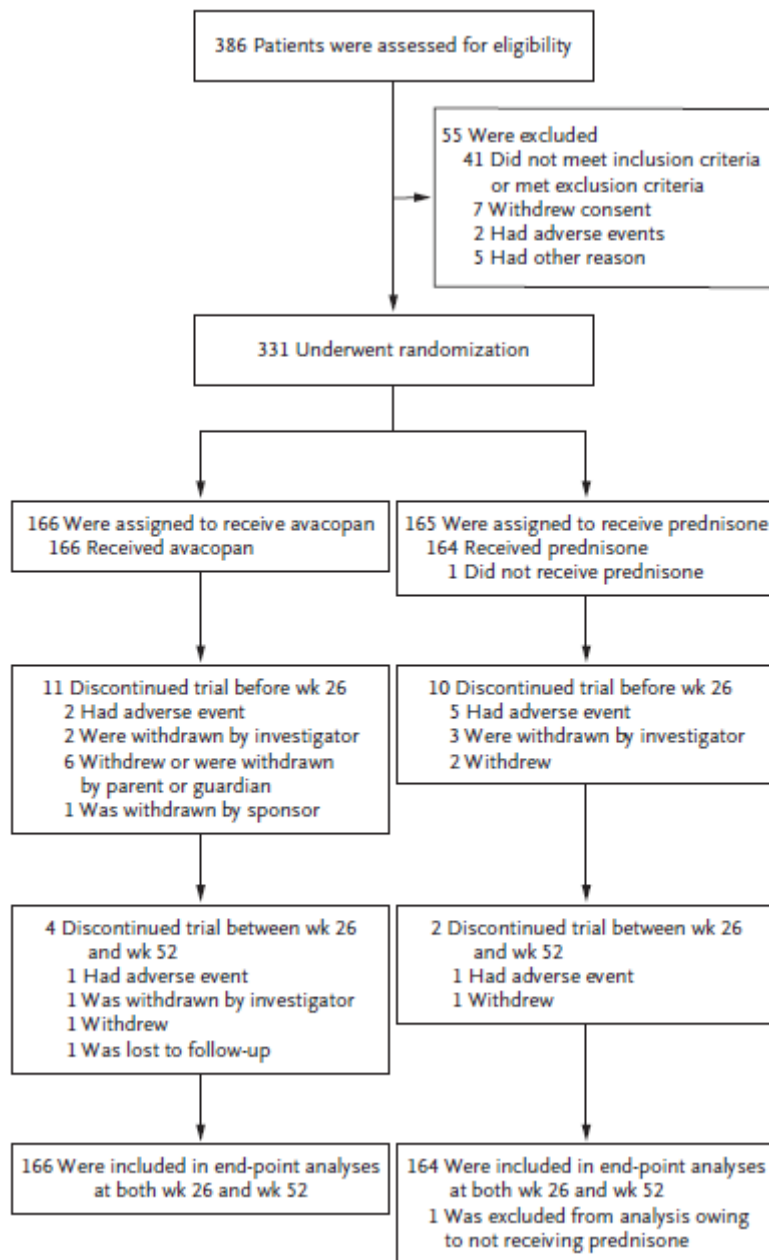 386 Patients were assessed for eligibility
55 Were excluded
41 Did not meet inclusion criteria
or met exclusion criteria
7 Withdrew consent
2 Had adverse events
5 Had other reason
331 Underwent randomization
166 Were assigned to receive avacopan
166 Received avacopan
165 Were assigned to receive prednisone
164 Received prednisone
1 Did not receive prednisone
11 Discontinued trial before wk 26
2 Had adverse event
2 Were withdrawn by investigator
6 Withdrew or were withdrawn
by parent or guardian
1 Was withdrawn by sponsor
10 Discontinued trial before wk 26
5 Had adverse event
3 Were withdrawn by investigator
2 Withdrew
4 Discontinued trial between wk 26
and wk 52
1 Had adverse event
1 Was withdrawn by investigator
1 Withdrew
1 Was lost to follow-up
2 Discontinued trial between wk 26
and wk 52
1 Had adverse event
1 Withdrew
166 Were included in end-point analyses
at both wk 26 and wk 52
164 Were included in end-point analyses
at both wk 26 and wk 52
1 Was excluded from analysis owing
to not receiving prednisone